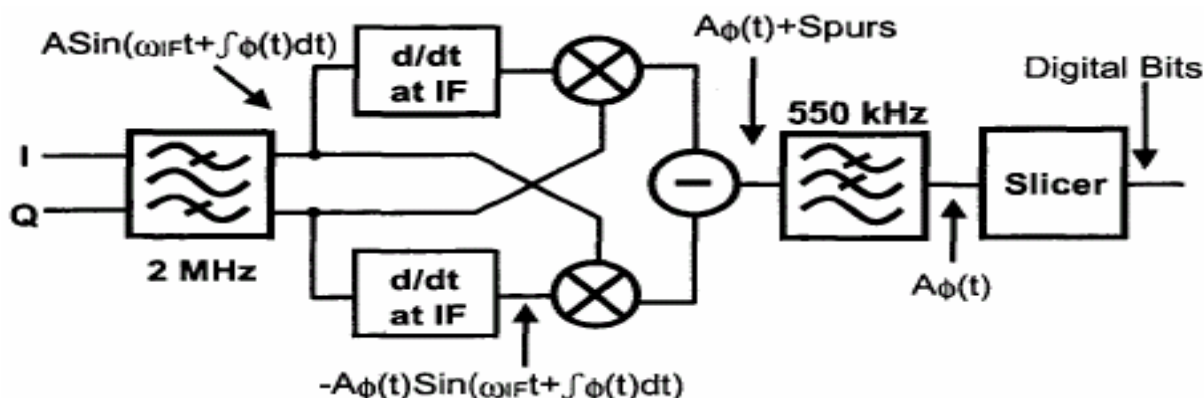 ASin(ωIFt+∫ϕ(t)dt)
d/dt
at IF
Aϕ(t)+Spurs
Digital Bits
550 kHz
I
Q
2 MHz
−
Slicer
d/dt
at IF
Aϕ(t)
-Aϕ(t)Sin(ωIFt+∫ϕ(t)dt)